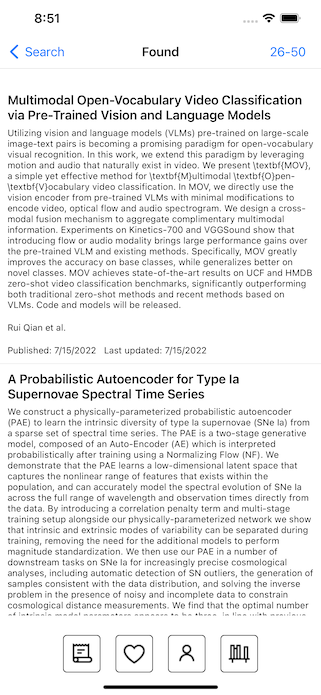 8:51
Search
Found
26-50
Multimodal Open-Vocabulary Video Classification
via Pre-Trained Vision and Language Models
Utilizing vision and language models (VLMs) pre-trained on large-scale
image-text pairs is becoming a promising paradigm for open-vocabulary
visual recognition. In this work, we extend this paradigm by leveraging
motion and audio that naturally exist in video. We present \textbf{MOV},
a simple yet effective method for \textbf{M}ultimodal \textbf{O}pen-
\textbf{V}ocabulary video classification. In MOV, we directly use the
vision encoder from pre-trained VLMs with minimal modifications to
encode video, optical flow and audio spectrogram. We design a cross-
modal fusion mechanism to aggregate complimentary multimodal
information. Experiments on Kinetics-700 and VGGSound show that
introducing flow or audio modality brings large performance gains over
the pre-trained VLM and existing methods. Specifically, MOV greatly
improves the accuracy on base classes, while generalizes better on
novel classes. MOV achieves state-of-the-art results on UCF and HMDB
zero-shot video classification benchmarks, significantly outperforming
both traditional zero-shot methods and recent methods based on
VLMs. Code and models will be released.
Rui Qian et al.
Published: 7/15/2022 Last updated: 7/15/2022
A Probabilistic Autoencoder for Type Ia
Supernovae Spectral Time Series
We construct a physically-parameterized probabilistic autoencoder
(PAE) to learn the intrinsic diversity of type Ia supernovae (SNe Ia) from
a sparse set of spectral time series. The PAE is a two-stage generative
model, composed of an Auto-Encoder (AE) which is interpreted
probabilistically after training using a Normalizing Flow (NF). We
demonstrate that the PAE learns a low-dimensional latent space that
captures the nonlinear range of features that exists within the
population, and can accurately model the spectral evolution of SNe Ia
across the full range of wavelength and observation times directly from
the data. By introducing a correlation penalty term and multi-stage
training setup alongside our physically-parameterized network we show
that intrinsic and extrinsic modes of variability can be separated during
training, removing the need for the additional models to perform
magnitude standardization. We then use our PAE in a number of
downstream tasks on SNe Ia for increasingly precise cosmological
analyses, including automatic detection of SN outliers, the generation of
samples consistent with the data distribution, and solving the inverse
problem in the presence of noisy and incomplete data to constrain
cosmological distance measurements. We find that the optimal number
of intrinsic model parameters appears to be three, in line with previous